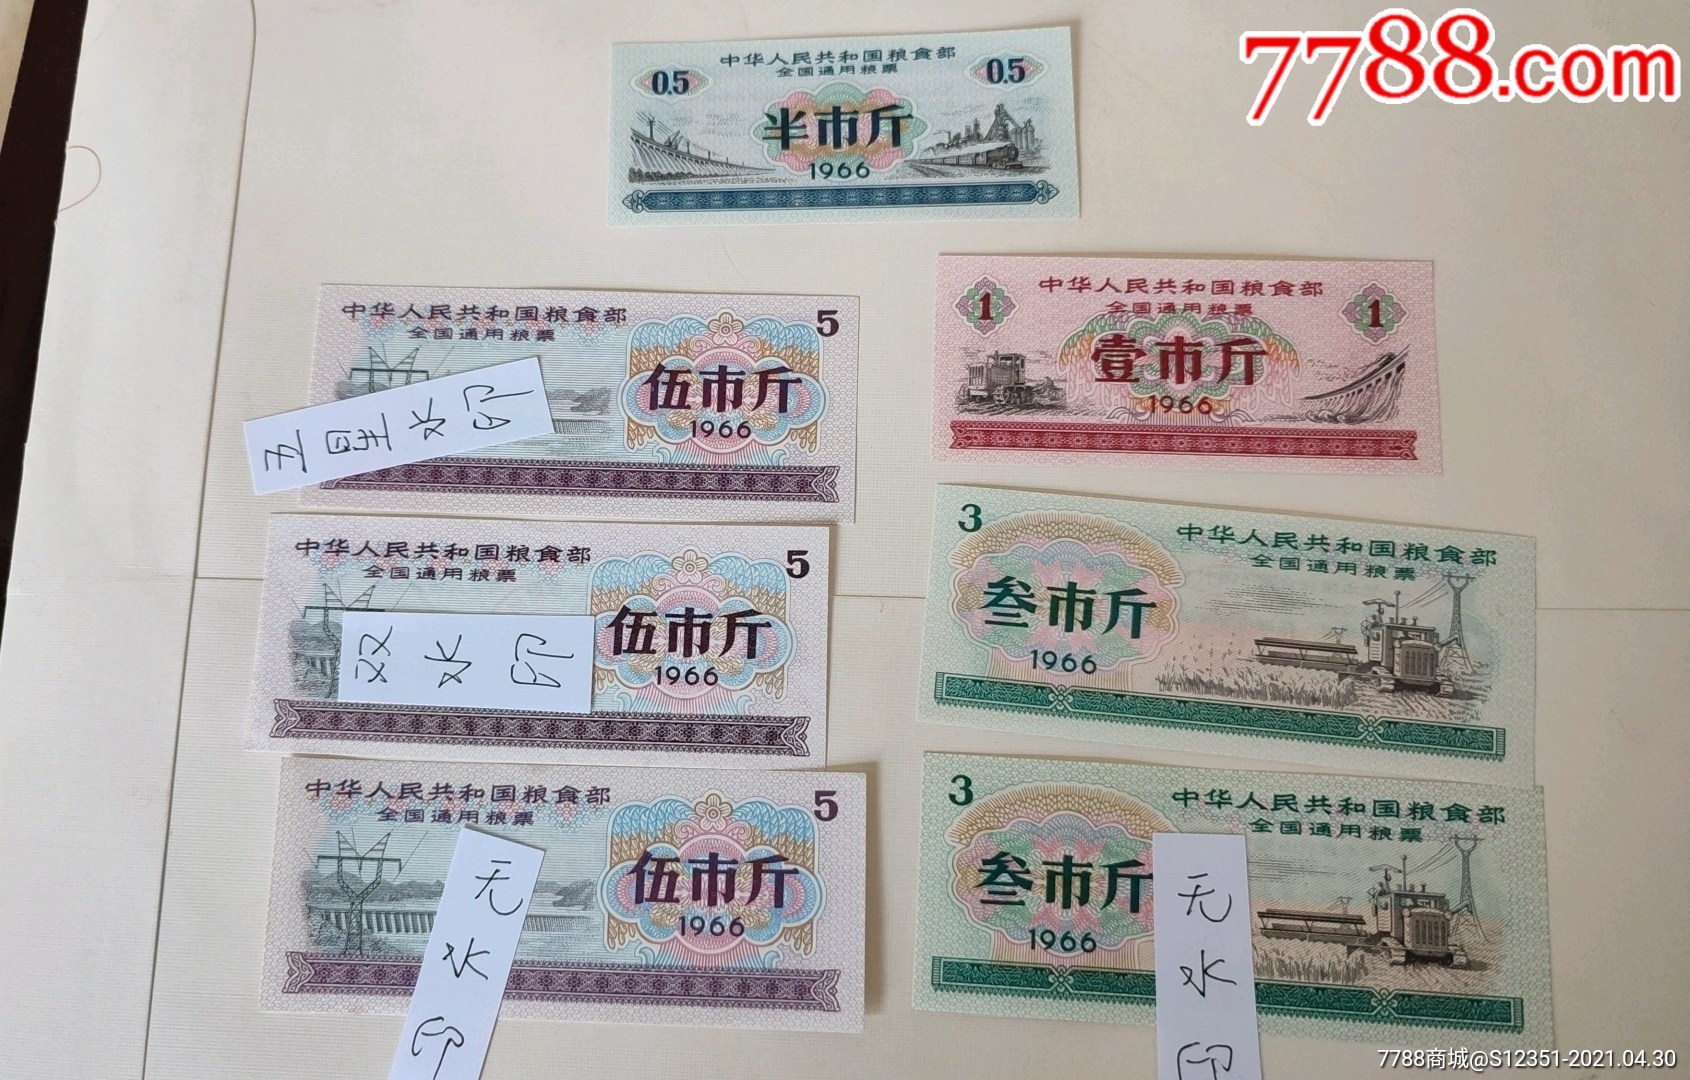 7788.com
中华人民共和国粮食部
全国通用粮票
0.5
0.5
半市斤
1966
中华人民共和国粮食部
全国通用粮票
5
伍市斤
1966
五星水印
中华人民共和国粮食部
全国通用粮票
1
1
壹市斤
1966
中华人民共和国粮食部
全国通用粮票
5
伍市斤
1966
双水印
3
中华人民共和国粮食部
全国通用粮票
叁市斤
1966
中华人民共和国粮食部
全国通用粮票
5
伍市斤
1966
无水印
3
中华人民共和国粮食部
全国通用粮票
叁市斤
1966
无水印
7788商城@S12351-2021.04.30